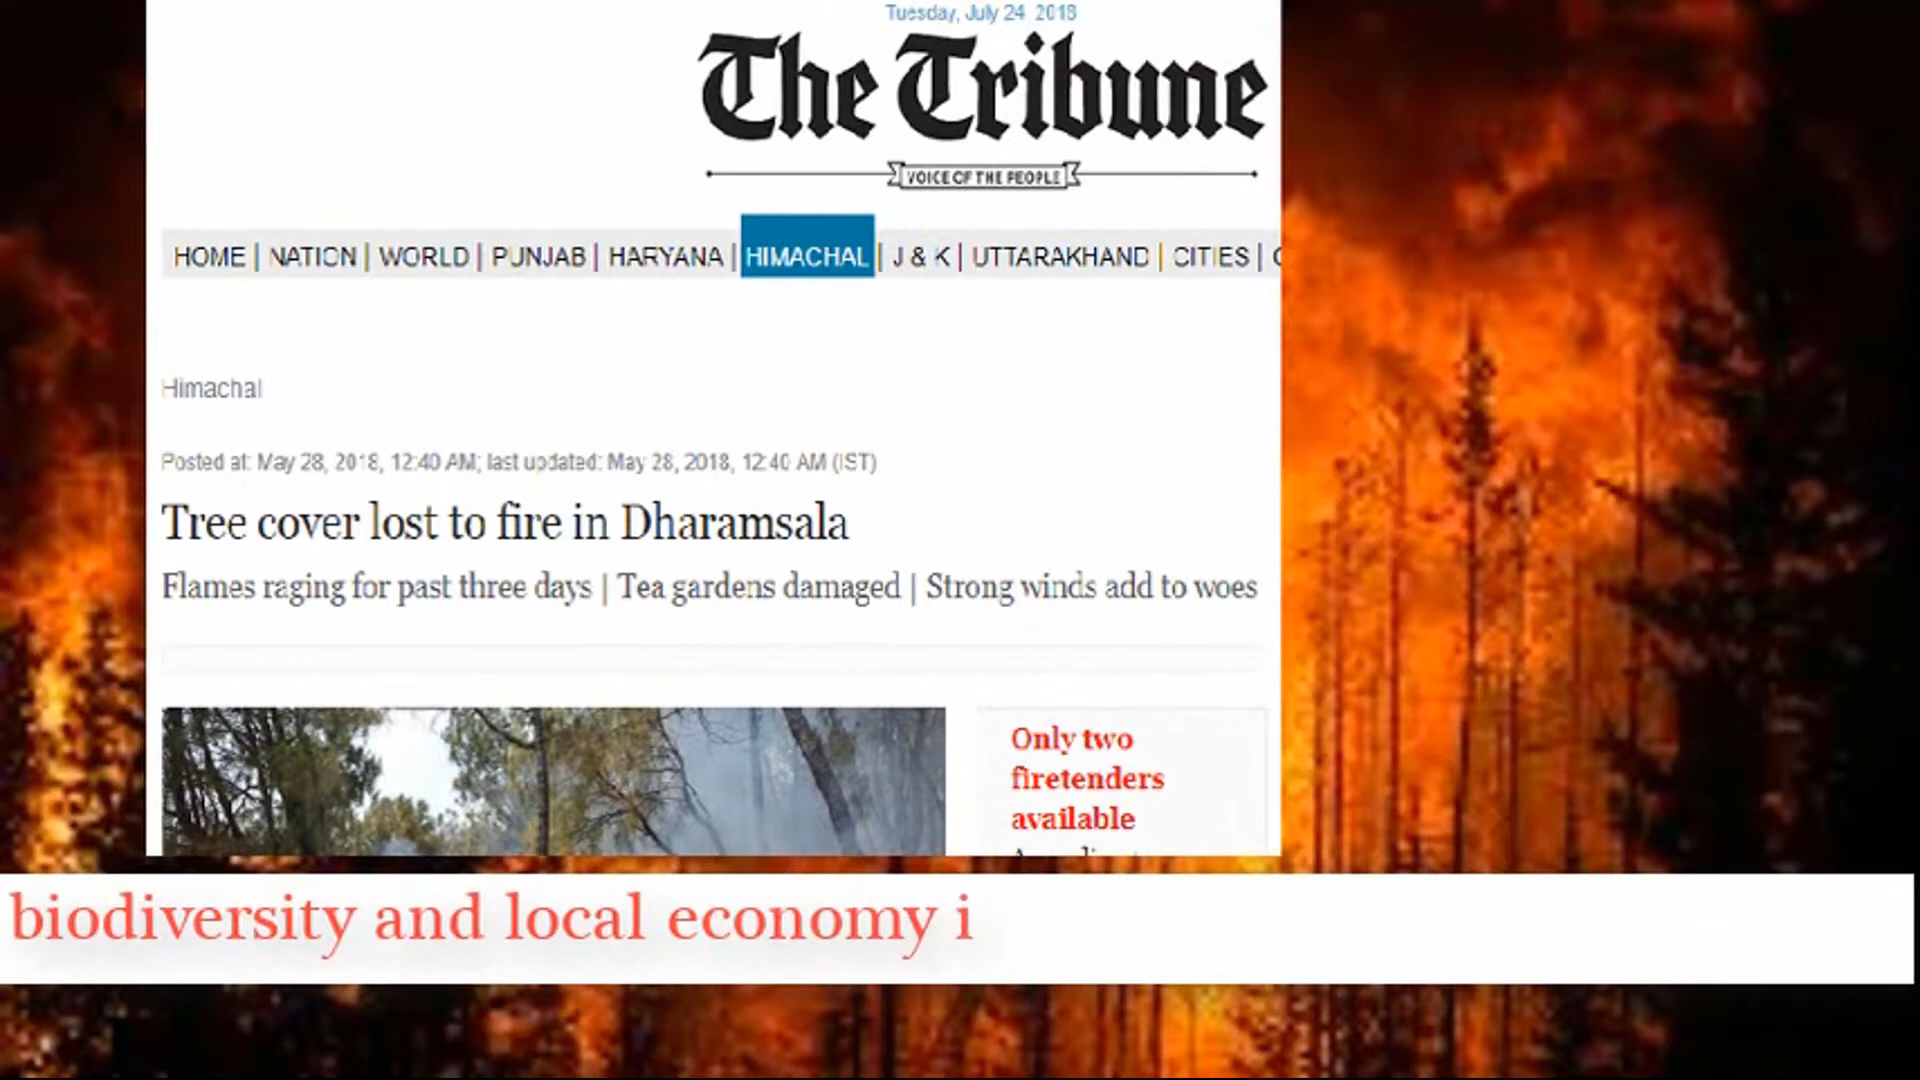 Tuesday, July 24 2018
The Tribune
VOICE OF THE PEOPLE
HOME | NATION | WORLD | PUNJAB | HARYANA | HIMACHAL | J & K | UTTARAKHAND | CITIES |
Himachal
Posted at: May 28, 2018, 12:40 AM; last updated: May 28, 2018, 12:40 AM (IST)
Tree cover lost to fire in Dharamsala
Flames raging for past three days | Tea gardens damaged | Strong winds add to woes
Only two
firetenders
available
biodiversity and local economy i